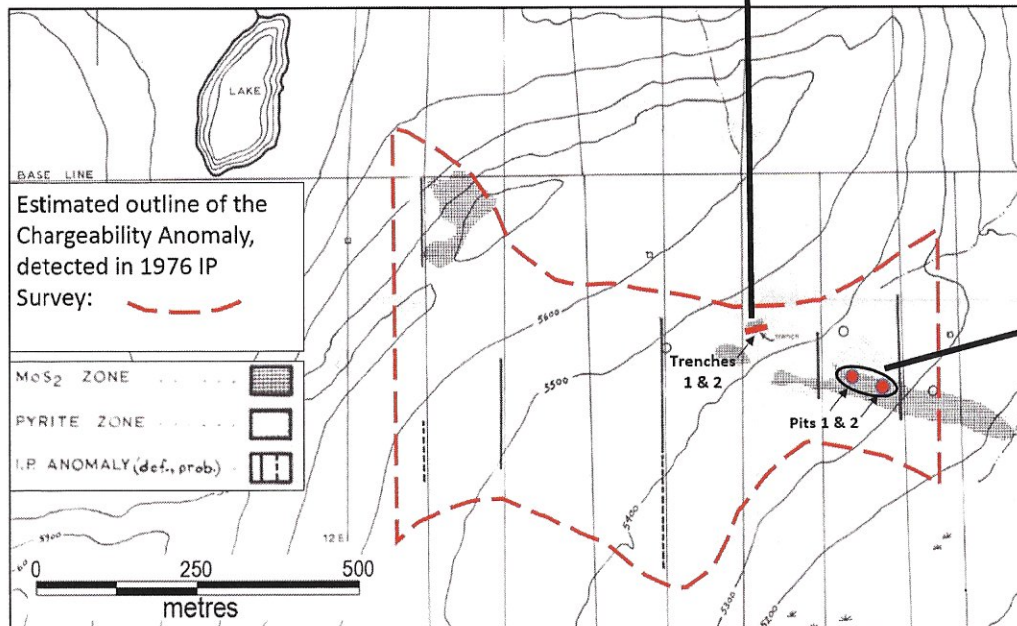 LAKE
BASE LINE
Estimated outline of the
Chargeability Anomaly,
detected in 1976 IP
Survey:
MoS2 ZONE
PYRITE ZONE
I.P. ANOMALY (def., prob.)
5600
5500
Trenches
1 & 2
trench
Pits 1 & 2
5400
5300
5200
12 E
0 250 500
metres